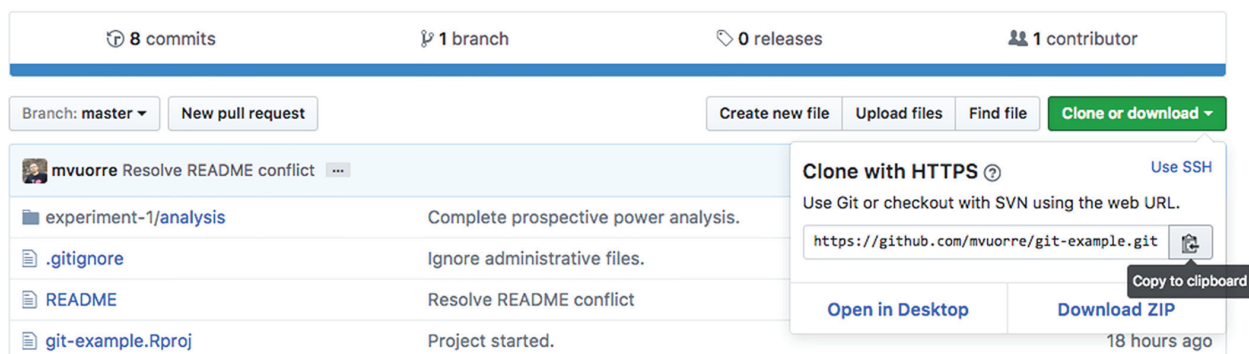 8 commits 1 branch 0 releases 1 contributor
Branch: master New pull request Create new file Upload files Find file Clone or download
mvuorre Resolve README conflict ...
Clone with HTTPS ? Use SSH
Use Git or checkout with SVN using the web URL.
https://github.com/mvuorre/git-example.git
Copy to clipboard
Open in Desktop Download ZIP
experiment-1/analysis Complete prospective power analysis.
.gitignore Ignore administrative files.
README Resolve README conflict
git-example.Rproj Project started. 18 hours ago